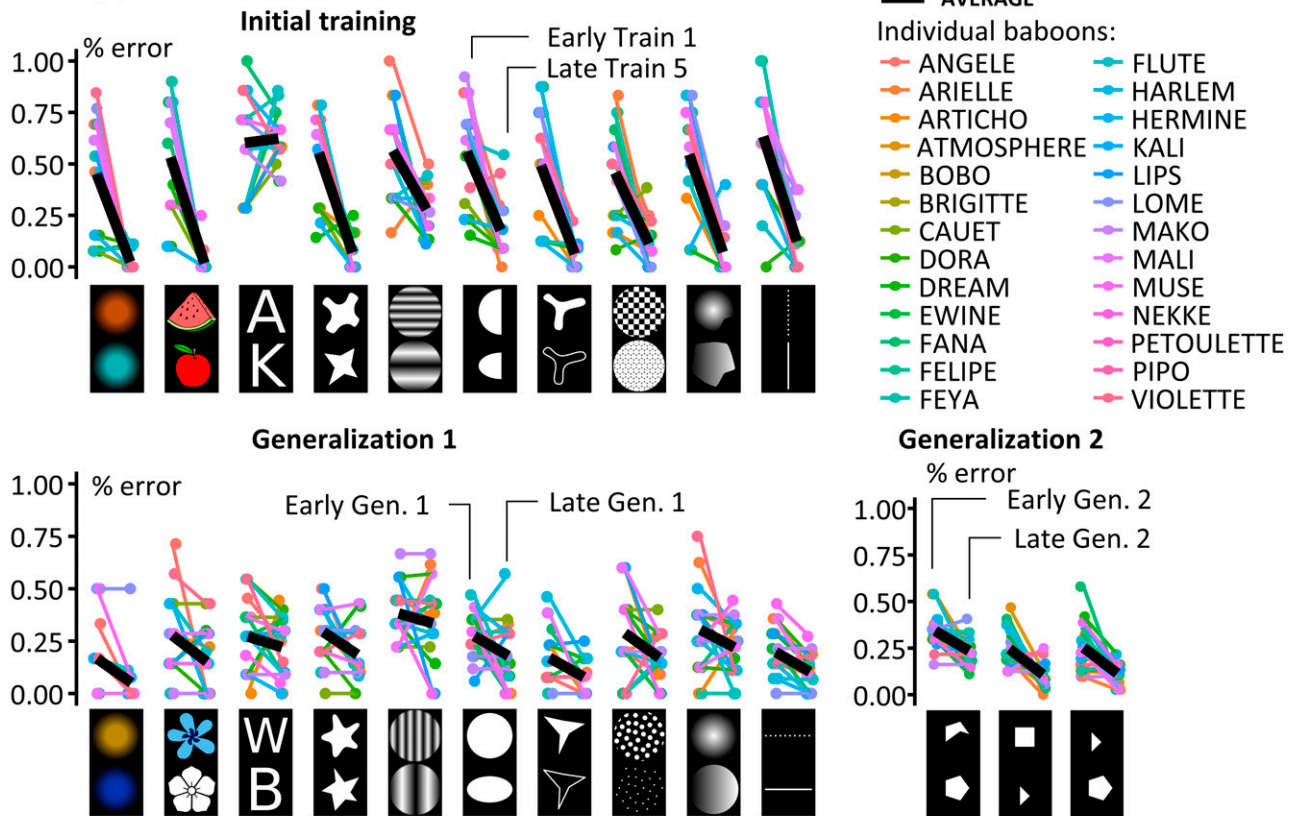 AVERAGE
Initial training
% error
Early Train 1
Late Train 5
1.00
0.75
0.50
0.25
0.00
A
K
Individual baboons:
ANGELE
ARIELLE
ARTICHO
ATMOSPHERE
BOBO
BRIGITTE
CAUET
DORA
DREAM
EWINE
FANA
FELIPE
FEYA
FLUTE
HARLEM
HERMINE
KALI
LIPS
LOME
MAKO
MALI
MUSE
NEKKE
PETOULETTE
PIPO
VIOLETTE
Generalization 1
% error
Early Gen. 1
Late Gen. 1
1.00
0.75
0.50
0.25
0.00
W
B
Generalization 2
% error
Early Gen. 2
Late Gen. 2
1.00
0.75
0.50
0.25
0.00